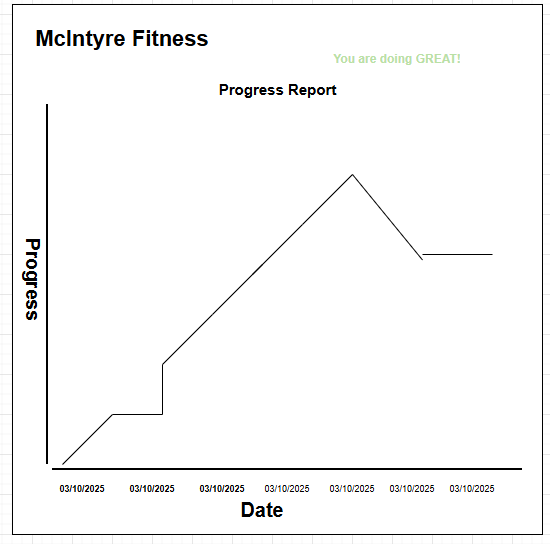 McIntyre Fitness
You are doing GREAT!
Progress Report
Progress
03/10/2025 03/10/2025 03/10/2025 03/10/2025 03/10/2025 03/10/2025 03/10/2025
Date